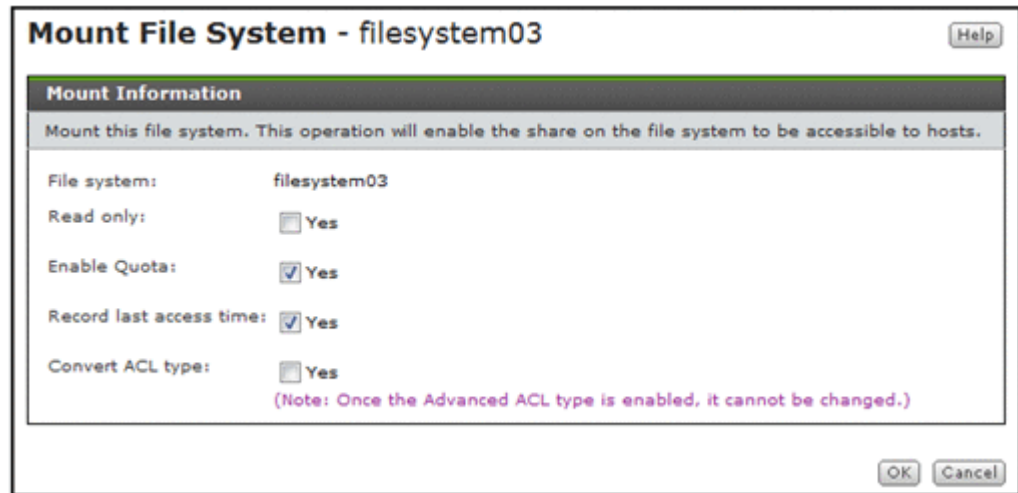 Mount File System - filesystem03
Help
Mount Information
Mount this file system. This operation will enable the share on the file system to be accessible to hosts.
File system: filesystem03
Read only: Yes
Enable Quota: Yes
Record last access time: Yes
Convert ACL type: Yes
(Note: Once the Advanced ACL type is enabled, it cannot be changed.)
OK Cancel